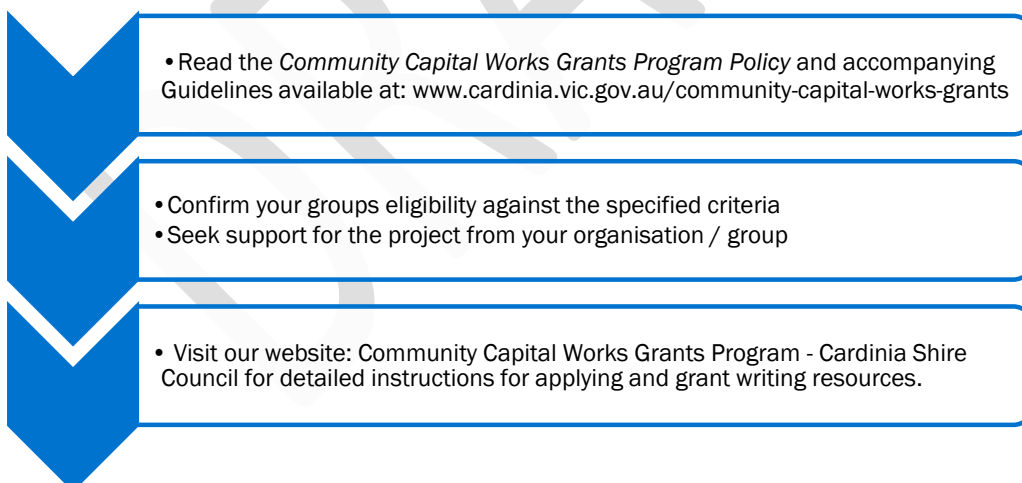 •Read the Community Capital Works Grants Program Policy and accompanying
Guidelines available at: www.cardinia.vic.gov.au/community-capital-works-grants
•Confirm your groups eligibility against the specified criteria
•Seek support for the project from your organisation / group
• Visit our website: Community Capital Works Grants Program - Cardinia Shire
Council for detailed instructions for applying and grant writing resources.